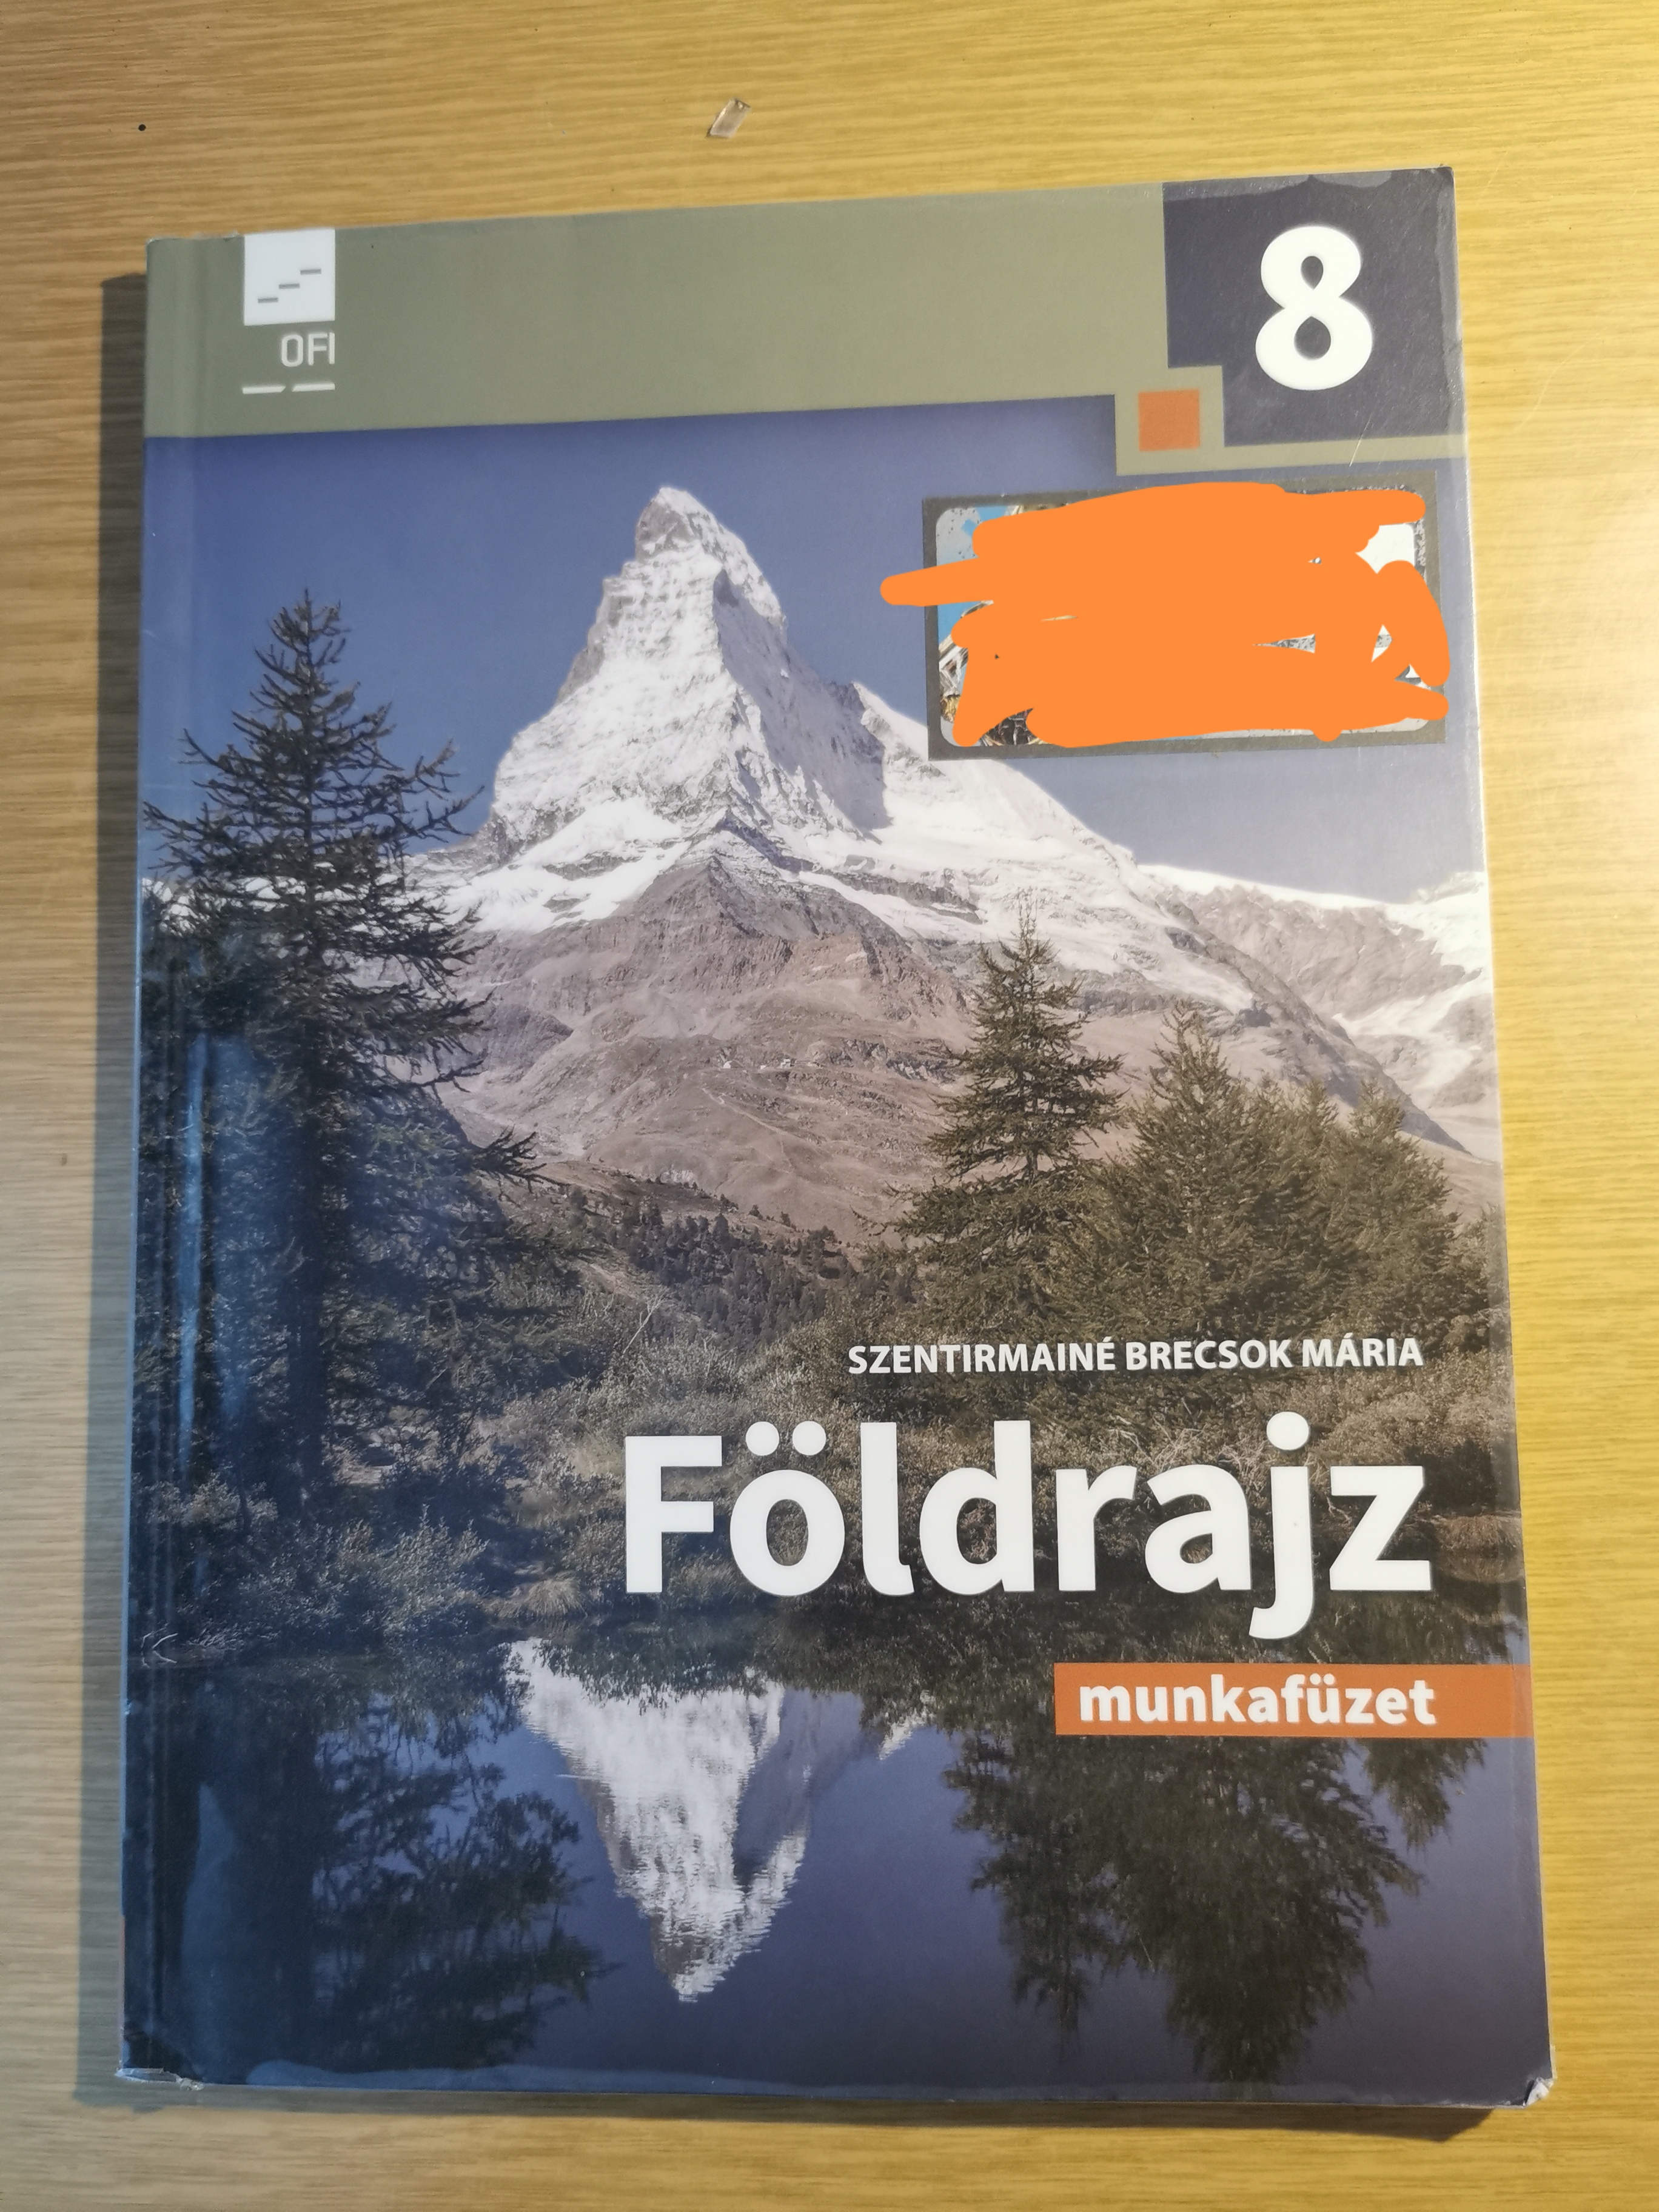 OFI
8
SZENTIRMAINÉ BRECSOK MÁRIA
Földrajz
munkafüzet